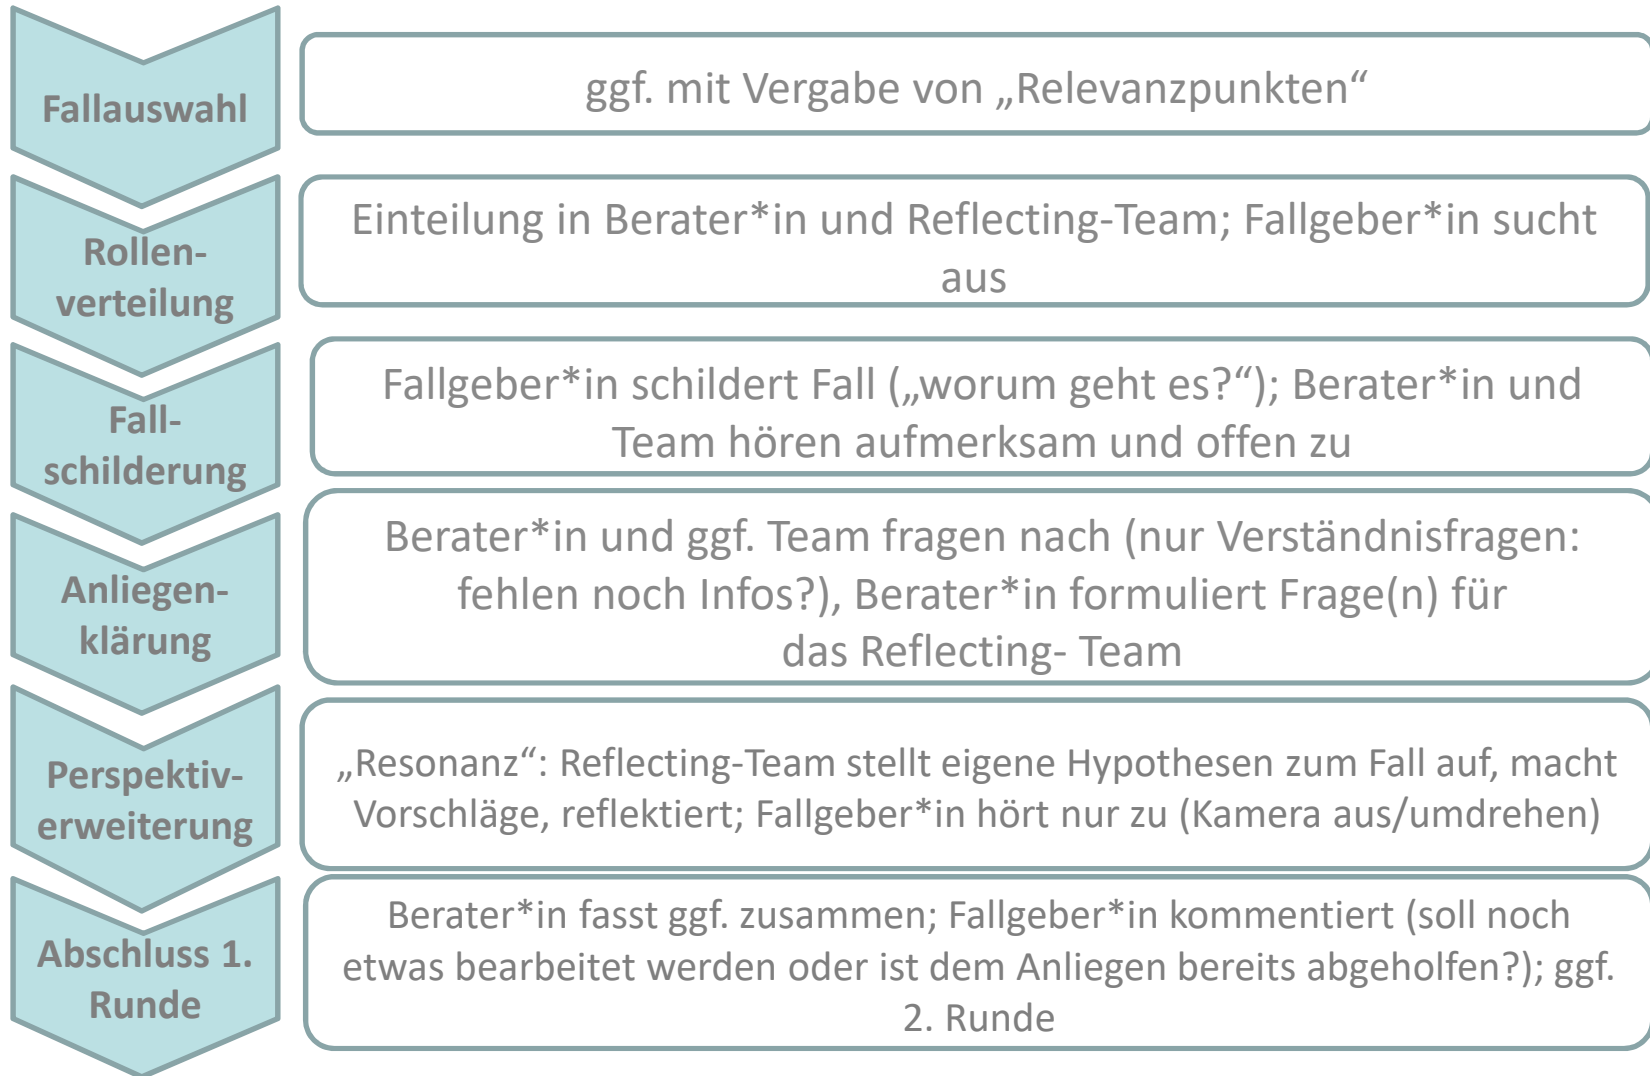 Fallauswahl
ggf. mit Vergabe von „Relevanzpunkten“
Rollen-
verteilung
Einteilung in Berater*in und Reflecting-Team; Fallgeber*in sucht
aus
Fall-
schilderung
Fallgeber*in schildert Fall („worum geht es?“); Berater*in und
Team hören aufmerksam und offen zu
Anliegen-
klärung
Berater*in und ggf. Team fragen nach (nur Verständnisfragen:
fehlen noch Infos?), Berater*in formuliert Frage(n) für
das Reflecting- Team
Perspektiv-
erweiterung
„Resonanz“: Reflecting-Team stellt eigene Hypothesen zum Fall auf, macht
Vorschläge, reflektiert; Fallgeber*in hört nur zu (Kamera aus/umdrehen)
Abschluss 1.
Runde
Berater*in fasst ggf. zusammen; Fallgeber*in kommentiert (soll noch
etwas bearbeitet werden oder ist dem Anliegen bereits abgeholfen?); ggf.
2. Runde